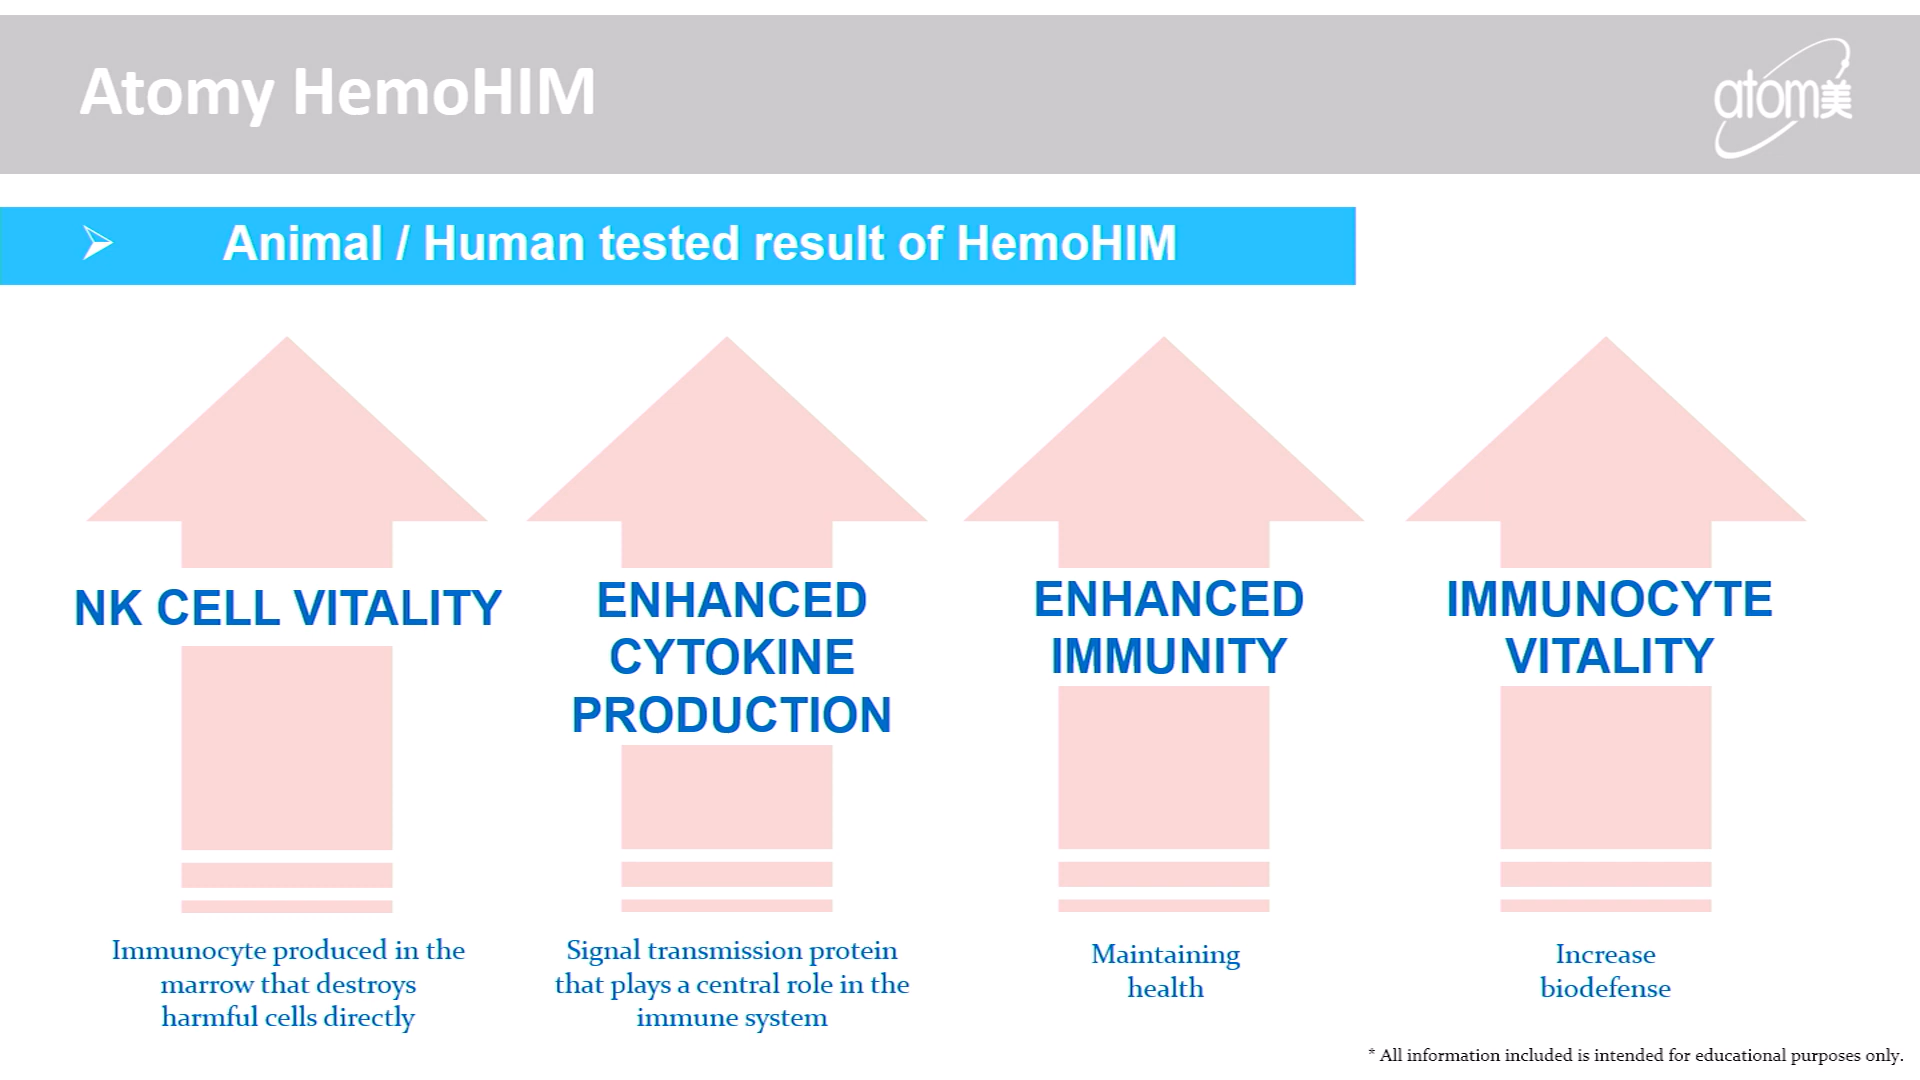 Atomy HemoHIM
atom美
Animal / Human tested result of HemoHIM
NK CELL VITALITY
Immunocyte produced in the
marrow that destroys
harmful cells directly
ENHANCED
CYTOKINE
PRODUCTION
Signal transmission protein
that plays a central role in the
immune system
ENHANCED
IMMUNITY
Maintaining
health
IMMUNOCYTE
VITALITY
Increase
biodefense
* All information included is intended for educational purposes only.